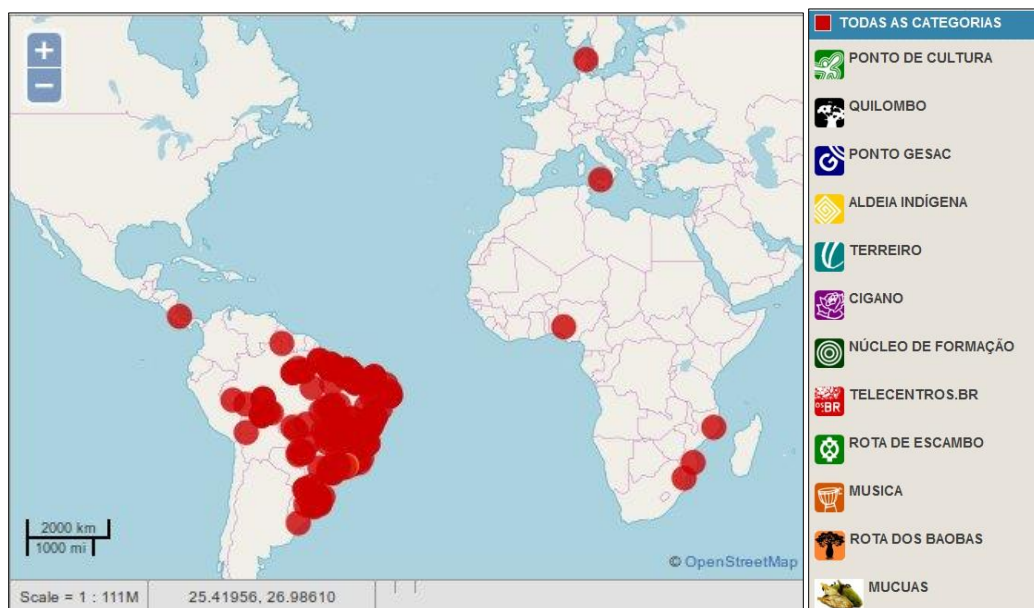 +
−
2000 km
1000 mi
© OpenStreetMap
Scale = 1 : 111M
25.41956, 26.98610
TODAS AS CATEGORIAS
PONTO DE CULTURA
QUILOMBO
PONTO GESAC
ALDEIA INDÍGENA
TERREIRO
CIGANO
NÚCLEO DE FORMAÇÃO
TELECENTROS.BR
OS:BR
ROTA DE ESCAMBO
MUSICA
ROTA DOS BAOBAS
MUCUAS